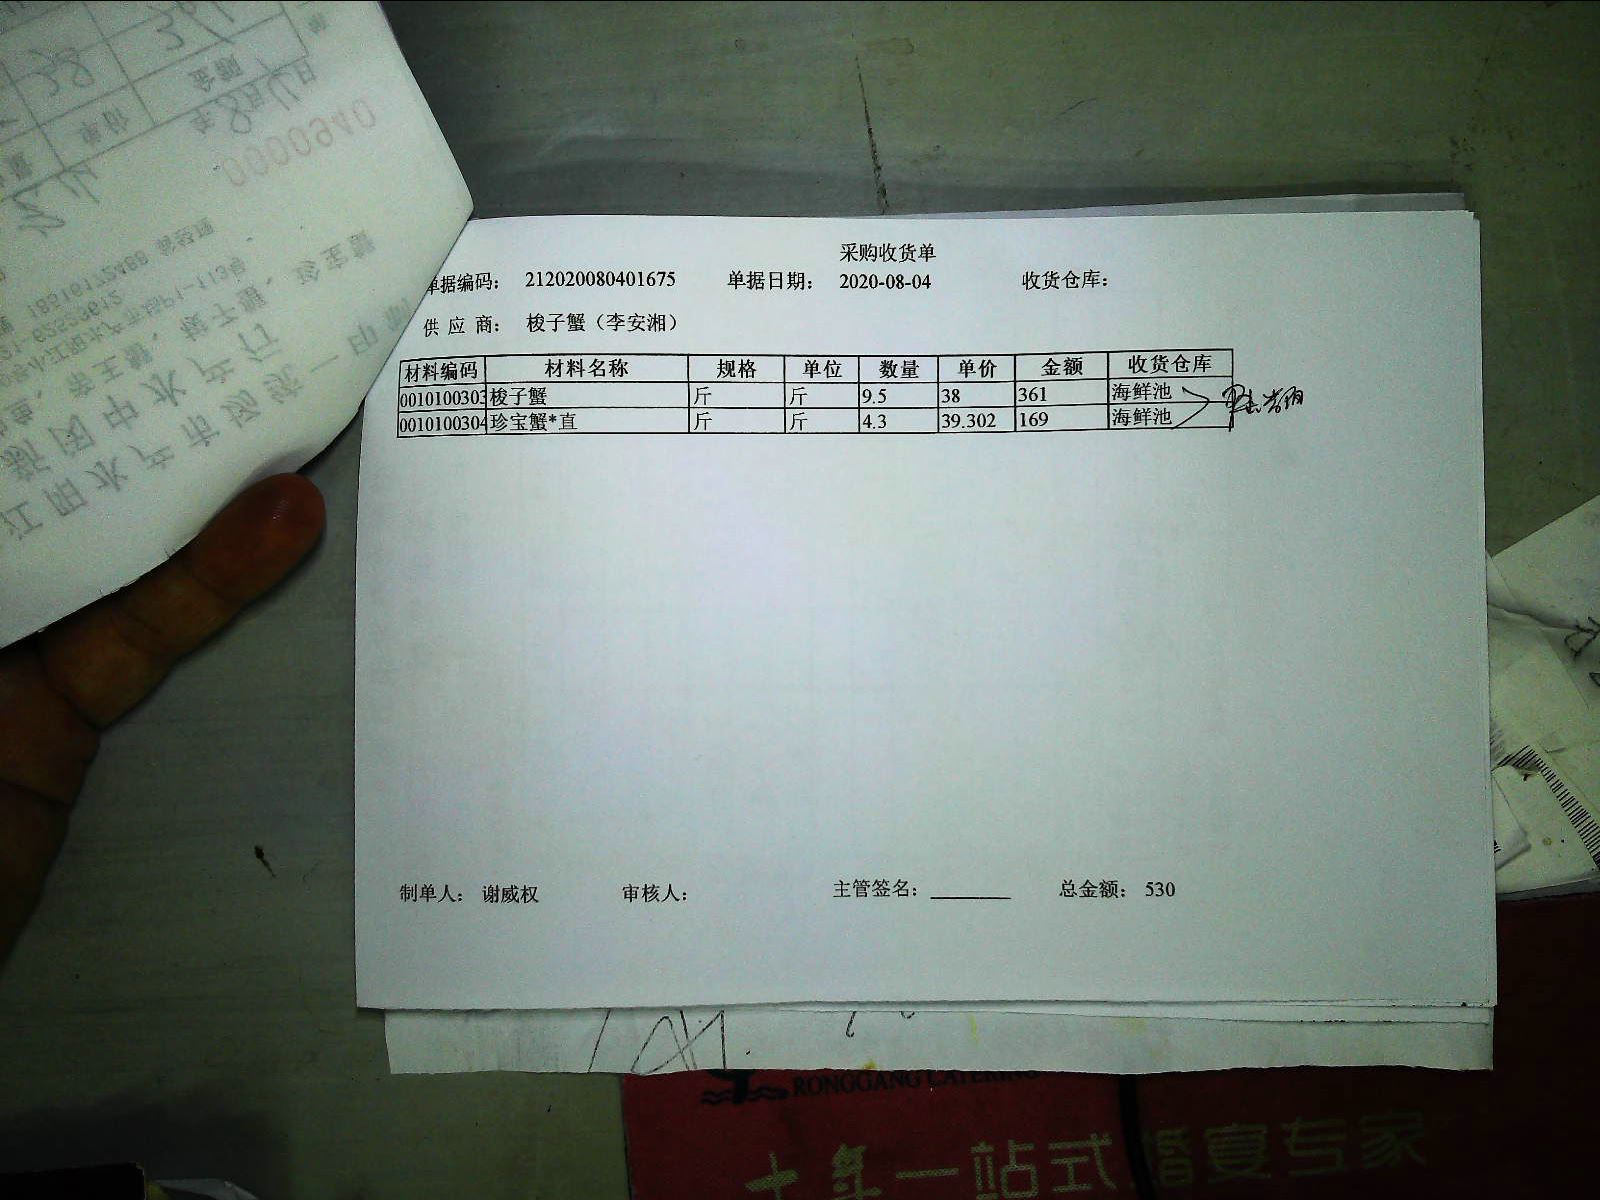 采购收货单
单据编码： 212020080401675 单据日期： 2020-08-04 收货仓库：
供应商： 梭子蟹（李安湘）
材料编码 材料名称 规格 单位 数量 单价 金额 收货仓库
0010100303 梭子蟹 斤 斤 9.5 38 361 海鲜池
0010100304 珍宝蟹*直 斤 斤 4.3 39.302 169 海鲜池
制单人： 谢威权 审核人： 主管签名： 总金额： 530
RONGGANG CATERING
十年一站式婚宴专家
0000940